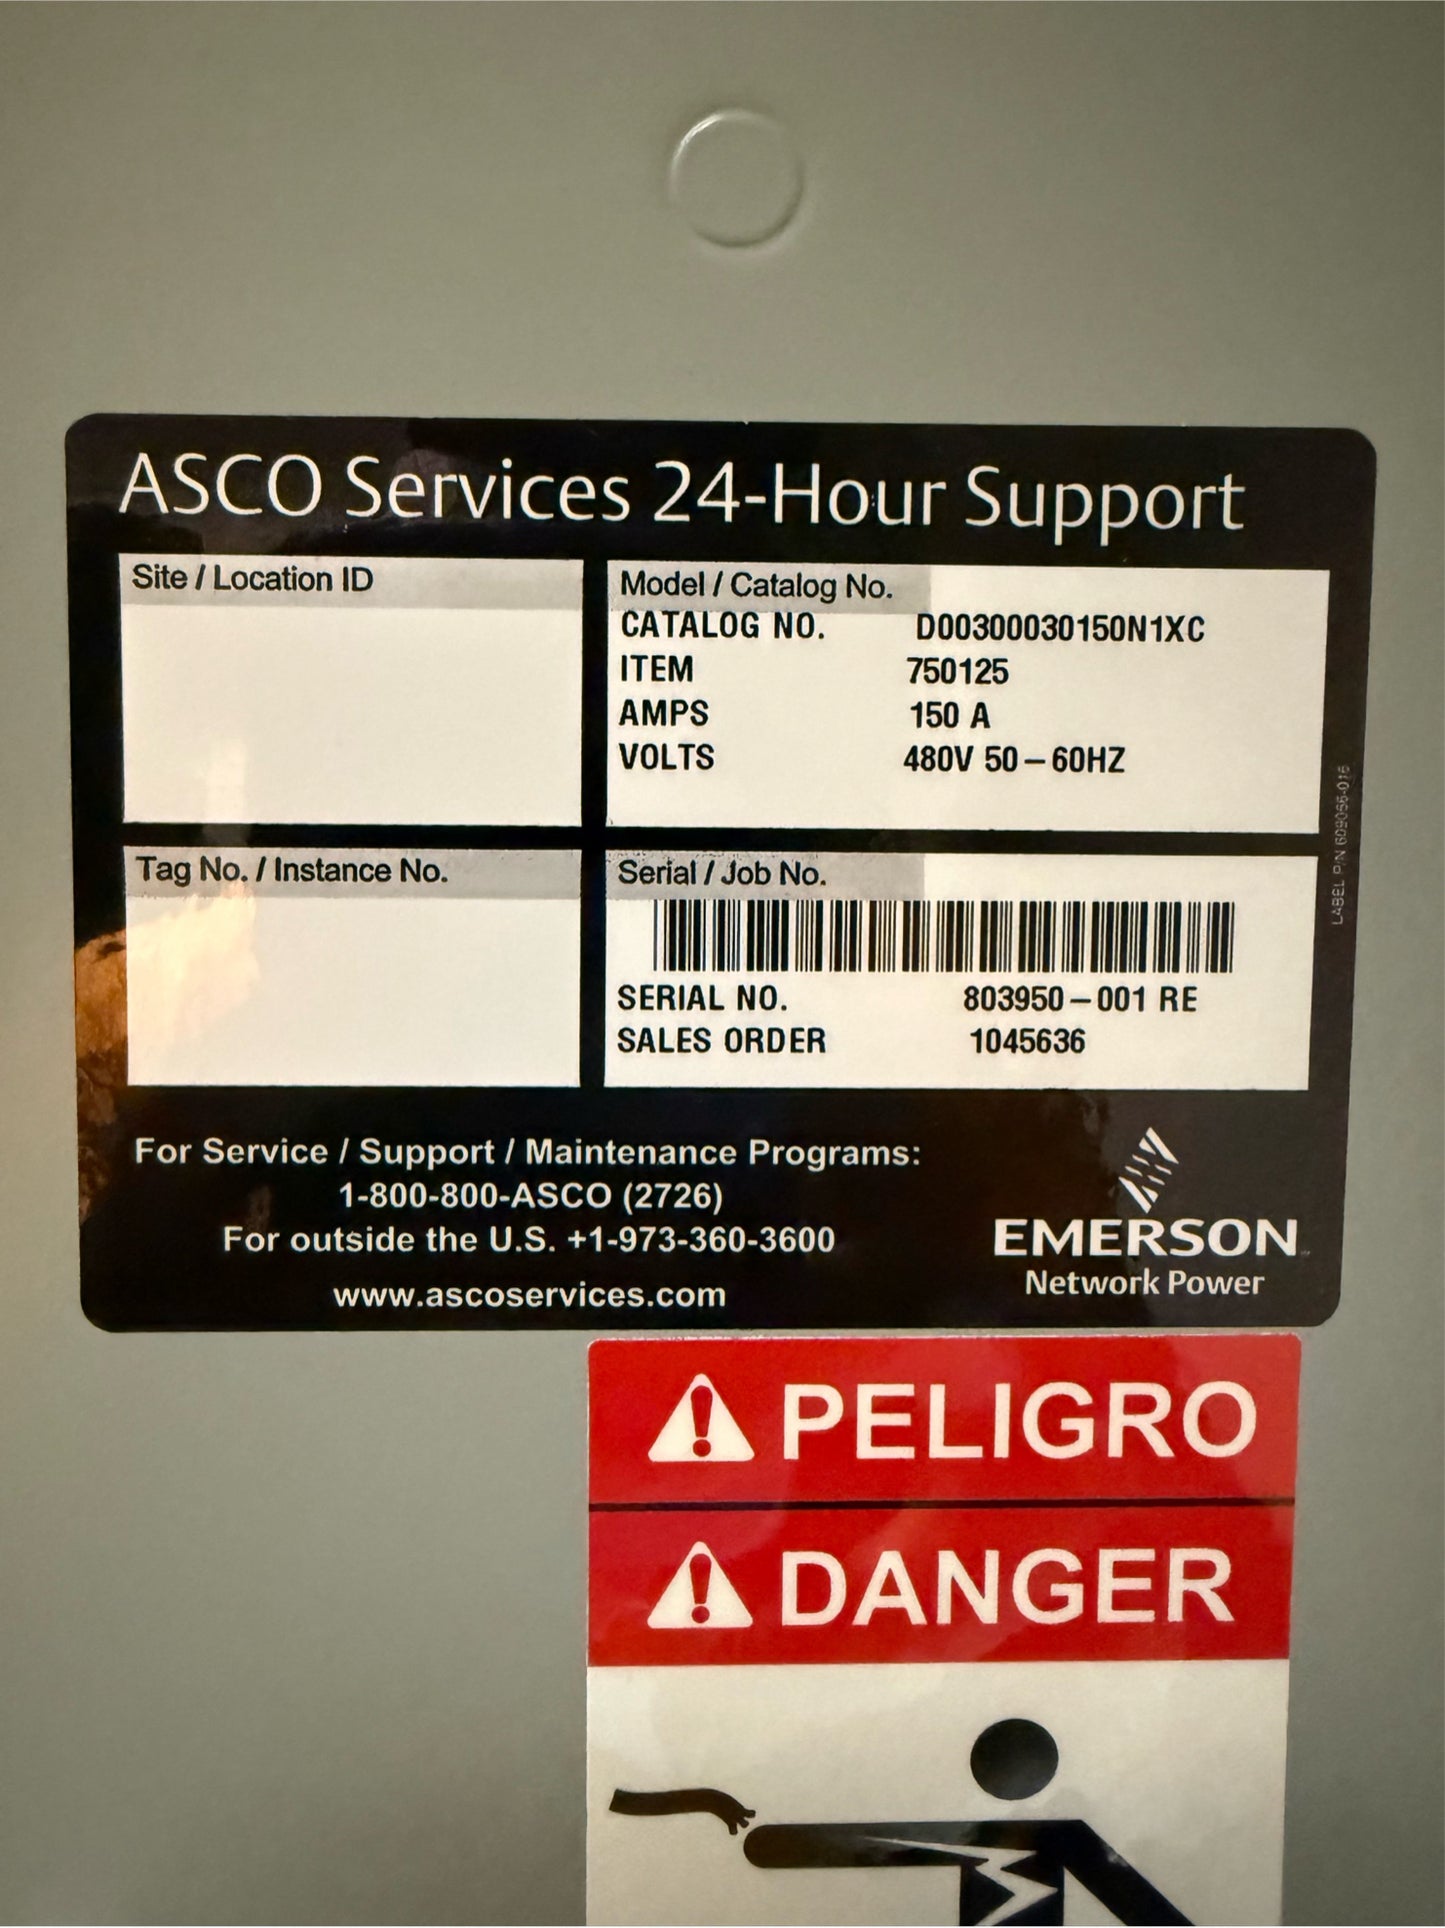 ASCO Services 24-Hour Support
Site / Location ID
Model / Catalog No.
CATALOG NO. D00300030150N1XC
ITEM 750125
AMPS 150 A
VOLTS 480V 50–60HZ
Tag No. / Instance No.
Serial / Job No.
SERIAL NO. 803950–001 RE
SALES ORDER 1045636
LABEL P/N 609066-016
For Service / Support / Maintenance Programs:
1-800-800-ASCO (2726)
For outside the U.S. +1-973-360-3600
www.ascoservices.com
EMERSON
Network Power
PELIGRO
DANGER